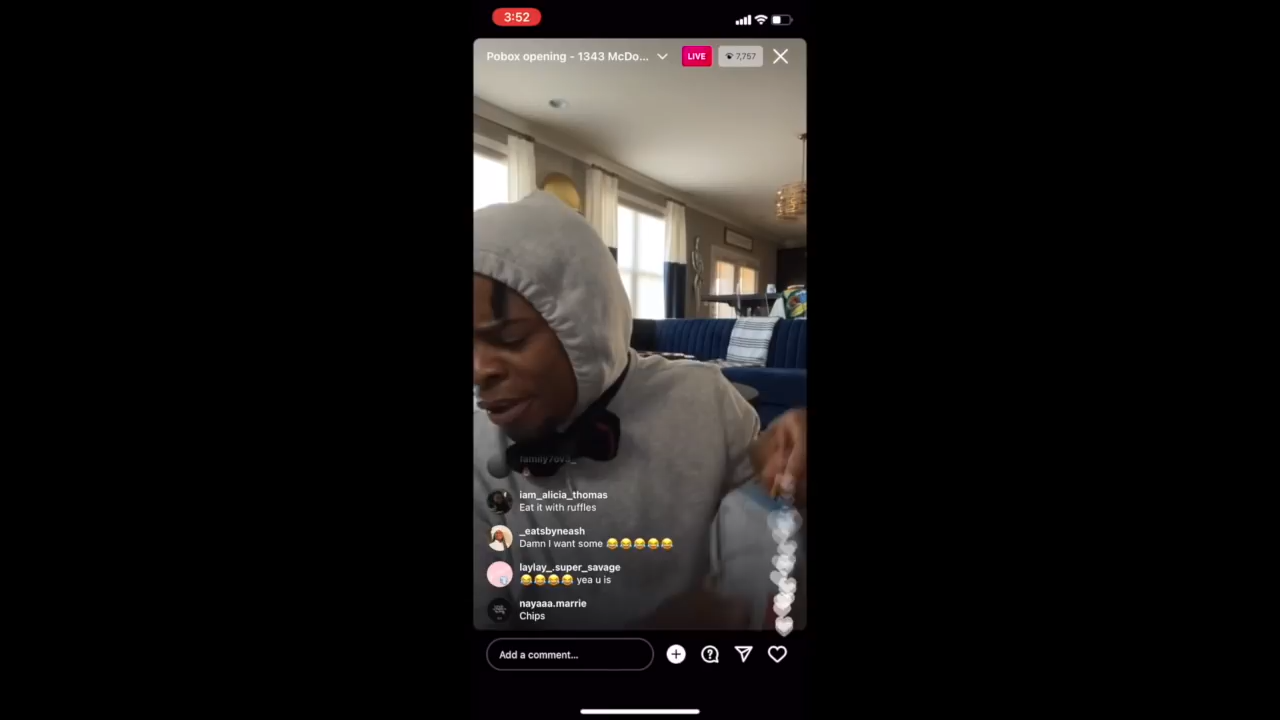 3:52
Pobox opening - 1343 McDo...
LIVE
7,757
iam_alicia_thomas
Eat it with ruffles
_eatsbyneash
Damn I want some 😂😂😂😂😂
laylay_.super_savage
😂😂😂😂 yea u is
nayaaa.marrie
Chips
Add a comment...